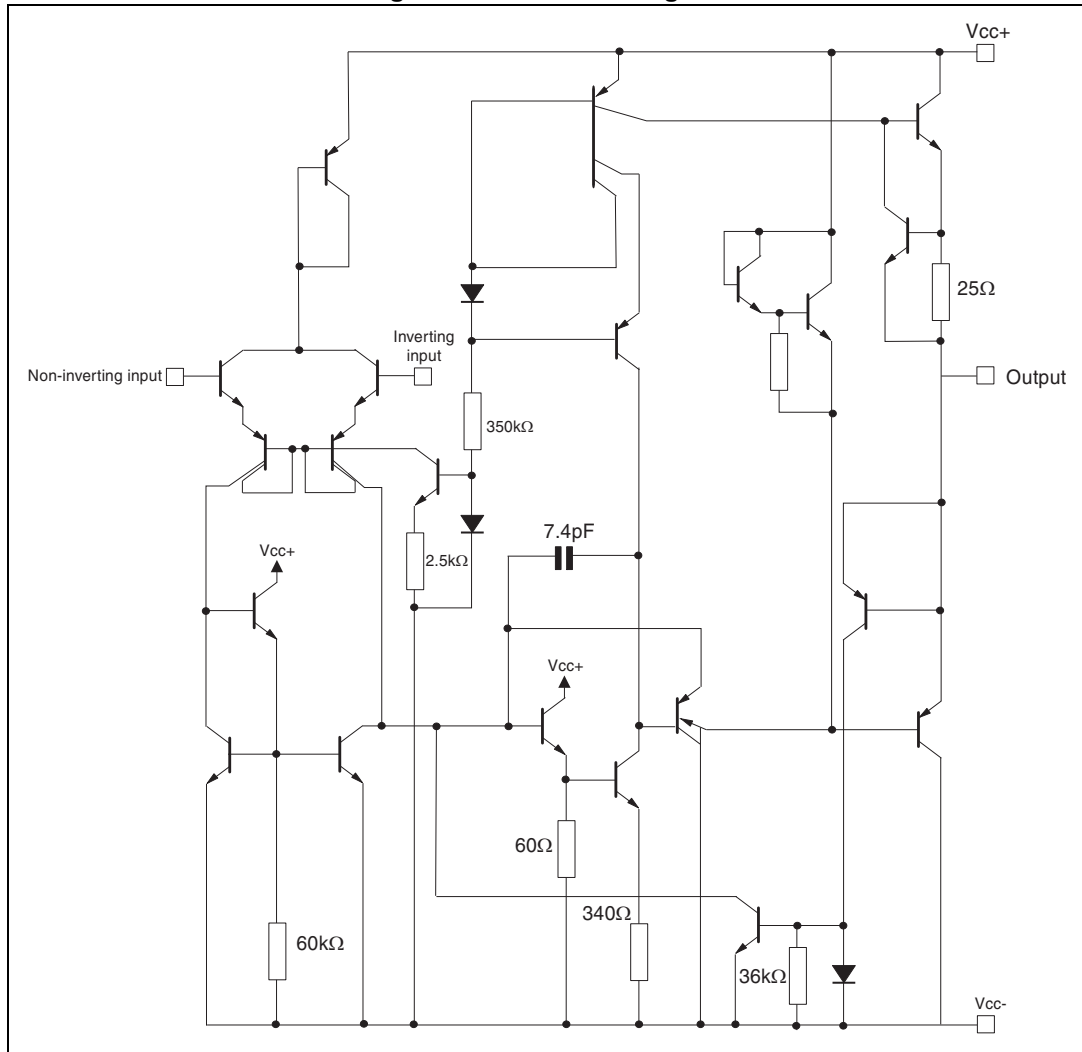 Vcc+
25Ω
Inverting
input
Non-inverting input
Output
350kΩ
7.4pF
2.5kΩ
Vcc+
Vcc+
60Ω
340Ω
60kΩ
36kΩ
Vcc-